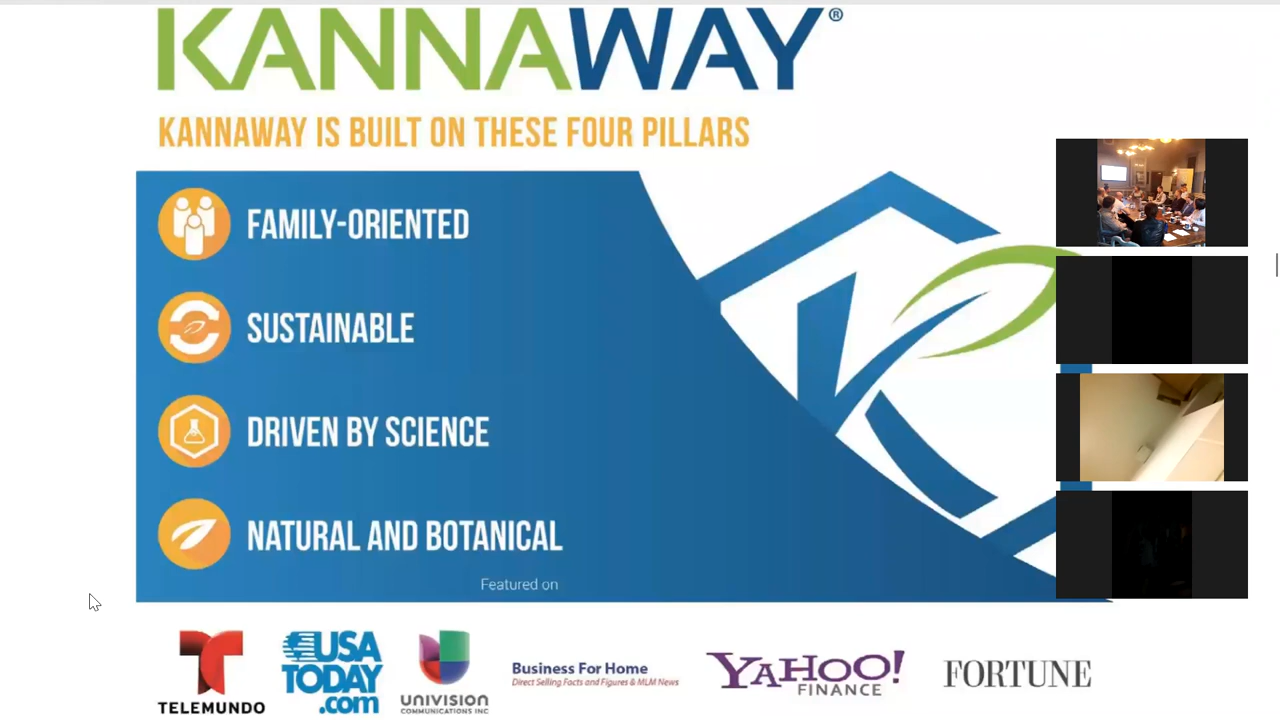 KANNAWAY®
KANNAWAY IS BUILT ON THESE FOUR PILLARS
FAMILY-ORIENTED
SUSTAINABLE
DRIVEN BY SCIENCE
NATURAL AND BOTANICAL
Featured on
TELEMUNDO
USA
TODAY
.com
UNIVISION
COMMUNICATIONS INC
Business For Home
Direct Selling Facts and Figures & MLM News
YAHOO!
FINANCE
FORTUNE